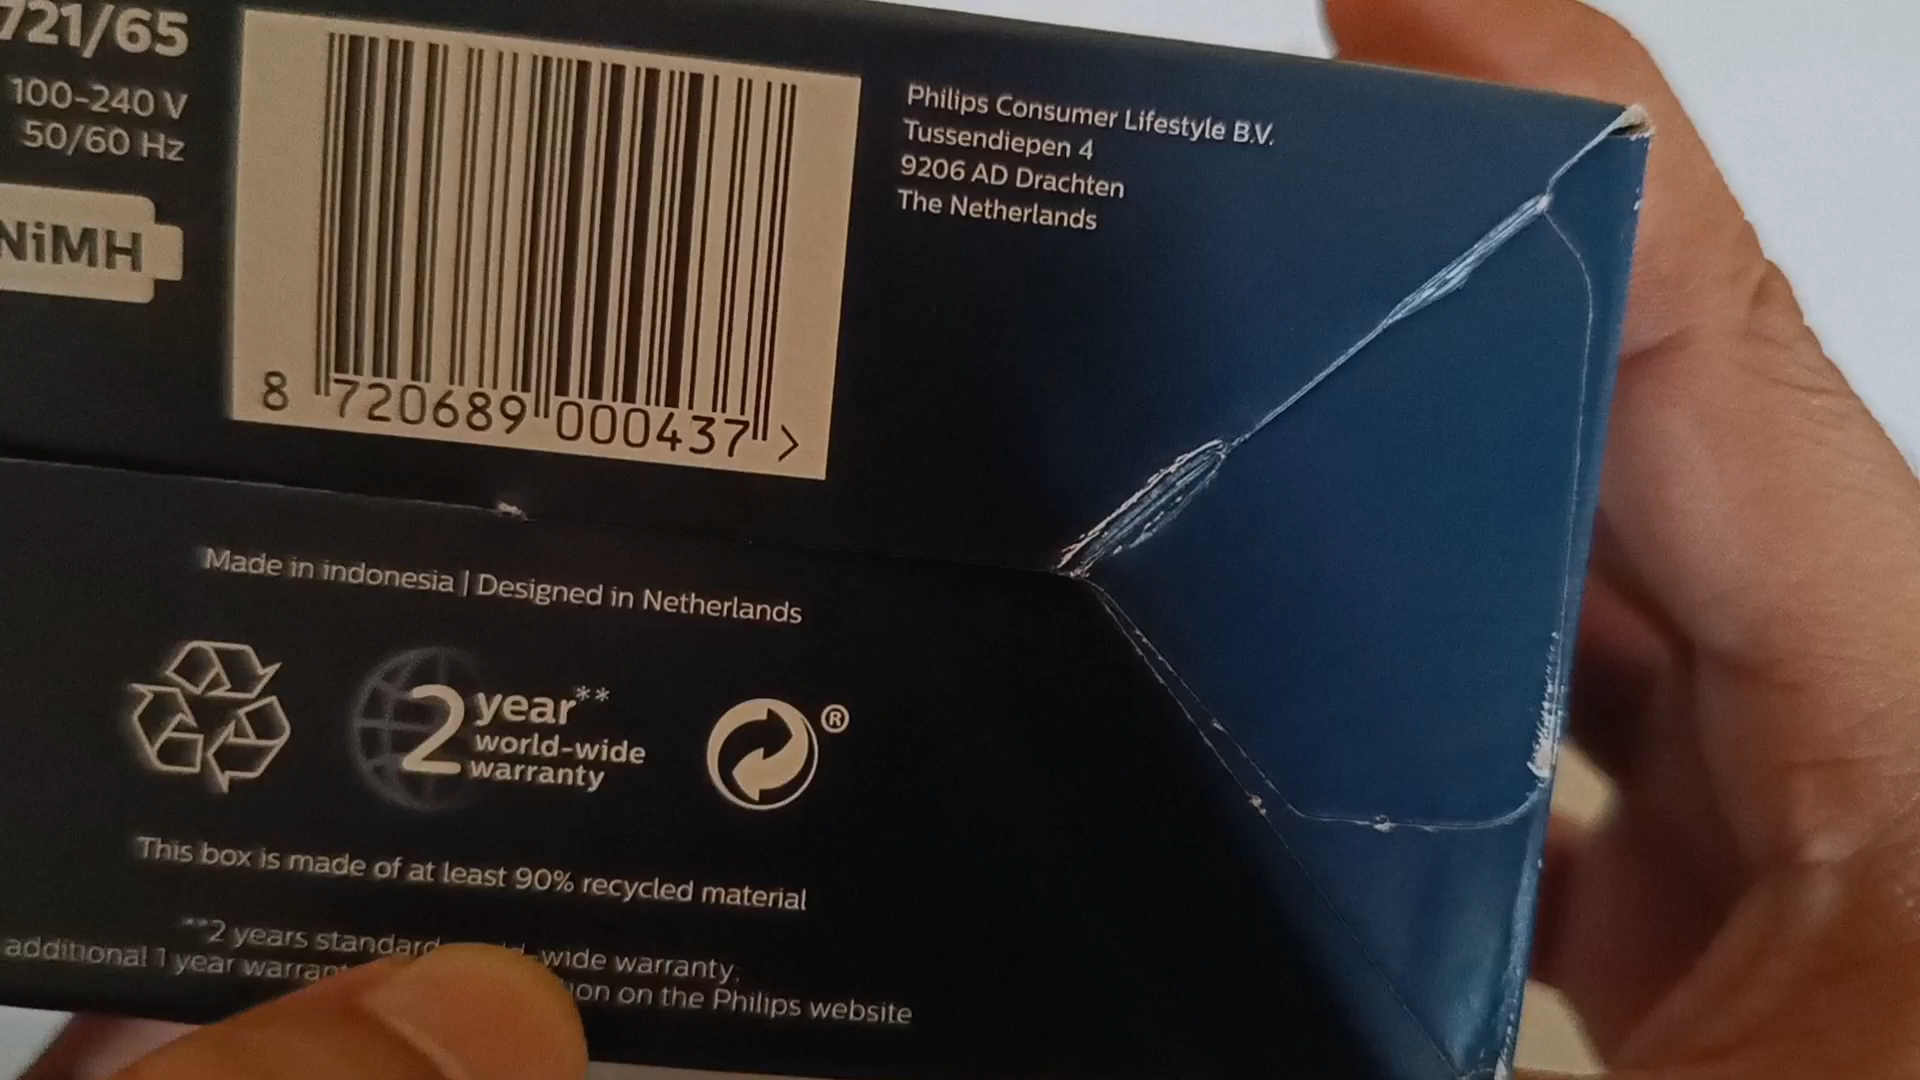 721/65
100-240 V
50/60 Hz
NiMH
8 720689 000437 >
Philips Consumer Lifestyle B.V.
Tussendiepen 4
9206 AD Drachten
The Netherlands
Made in indonesia | Designed in Netherlands
2 year**
world-wide
warranty
®
This box is made of at least 90% recycled material
**2 years standard -wide warranty,
additional 1 year on the Philips website